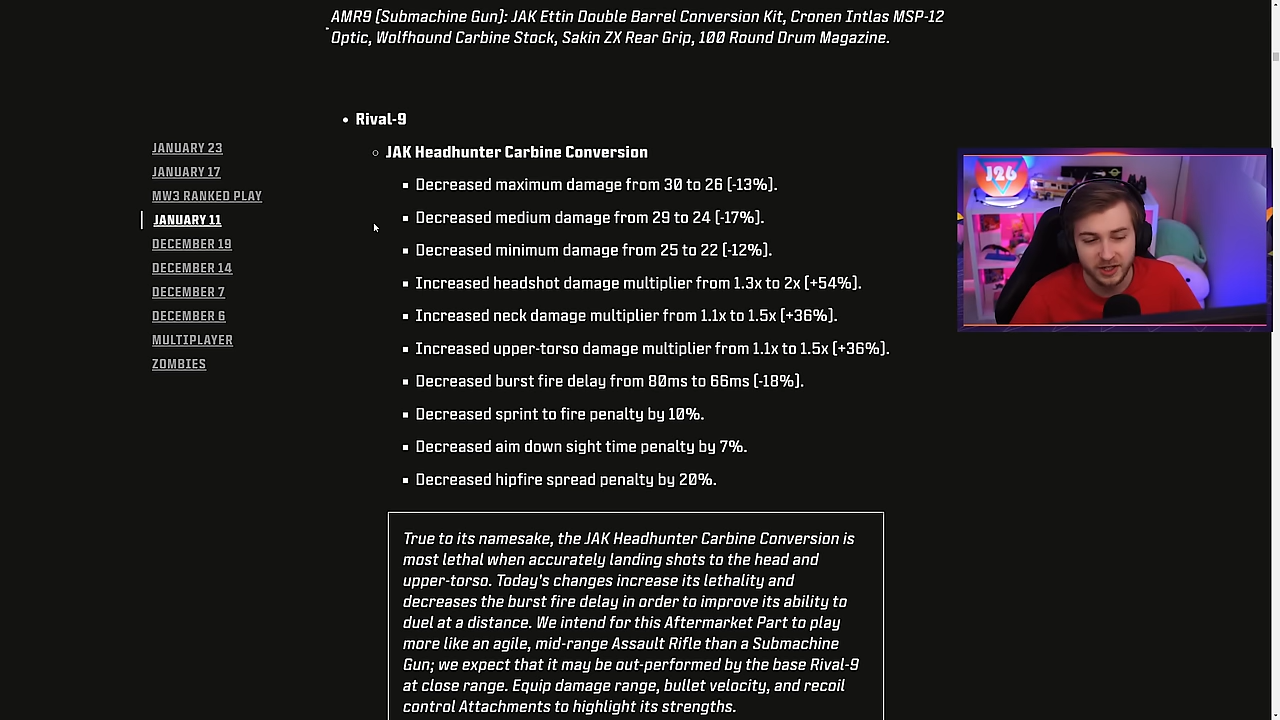 AMR9 [Submachine Gun]: JAK Ettin Double Barrel Conversion Kit, Cronen Intlas MSP-12
Optic, Wolfhound Carbine Stock, Sakin ZX Rear Grip, 100 Round Drum Magazine.
Rival-9
JAK Headhunter Carbine Conversion
Decreased maximum damage from 30 to 26 [-13%].
Decreased medium damage from 29 to 24 [-17%].
Decreased minimum damage from 25 to 22 [-12%].
Increased headshot damage multiplier from 1.3x to 2x [+54%].
Increased neck damage multiplier from 1.1x to 1.5x [+36%].
Increased upper-torso damage multiplier from 1.1x to 1.5x [+36%].
Decreased burst fire delay from 80ms to 66ms [-18%].
Decreased sprint to fire penalty by 10%.
Decreased aim down sight time penalty by 7%.
Decreased hipfire spread penalty by 20%.
True to its namesake, the JAK Headhunter Carbine Conversion is
most lethal when accurately landing shots to the head and
upper-torso. Today's changes increase its lethality and
decreases the burst fire delay in order to improve its ability to
duel at a distance. We intend for this Aftermarket Part to play
more like an agile, mid-range Assault Rifle than a Submachine
Gun; we expect that it may be out-performed by the base Rival-9
at close range. Equip damage range, bullet velocity, and recoil
control Attachments to highlight its strengths.
JANUARY 23
JANUARY 17
MW3 RANKED PLAY
JANUARY 11
DECEMBER 19
DECEMBER 14
DECEMBER 7
DECEMBER 6
MULTIPLAYER
ZOMBIES
J26